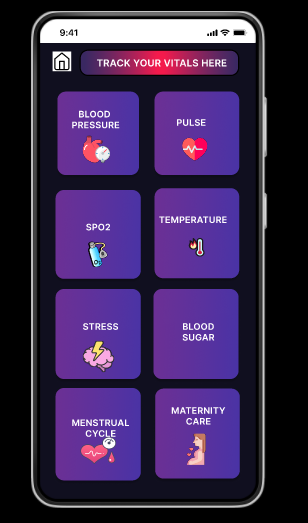 9:41
TRACK YOUR VITALS HERE
BLOOD
PRESSURE
PULSE
SPO2
TEMPERATURE
STRESS
BLOOD
SUGAR
MENSTRUAL
CYCLE
MATERNITY
CARE